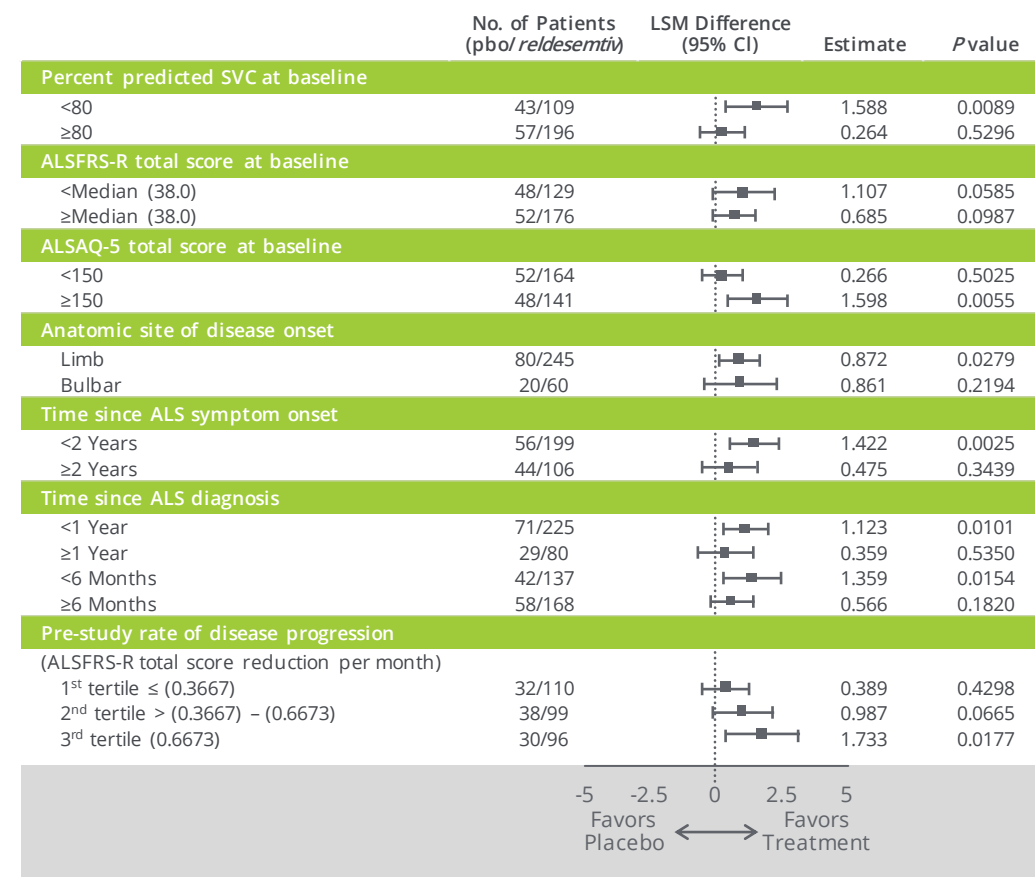 No. of Patients LSM Difference
(pbo/reldesemtiv) (95% CI) Estimate P value
Percent predicted SVC at baseline
<80 43/109 1.588 0.0089
≥80 57/196 0.264 0.5296
ALSFRS-R total score at baseline
<Median (38.0) 48/129 1.107 0.0585
≥Median (38.0) 52/176 0.685 0.0987
ALSAQ-5 total score at baseline
<150 52/164 0.266 0.5025
≥150 48/141 1.598 0.0055
Anatomic site of disease onset
Limb 80/245 0.872 0.0279
Bulbar 20/60 0.861 0.2194
Time since ALS symptom onset
<2 Years 56/199 1.422 0.0025
≥2 Years 44/106 0.475 0.3439
Time since ALS diagnosis
<1 Year 71/225 1.123 0.0101
≥1 Year 29/80 0.359 0.5350
<6 Months 42/137 1.359 0.0154
≥6 Months 58/168 0.566 0.1820
Pre-study rate of disease progression
(ALSFRS-R total score reduction per month)
1st tertile ≤ (0.3667) 32/110 0.389 0.4298
2nd tertile > (0.3667) – (0.6673) 38/99 0.987 0.0665
3rd tertile (0.6673) 30/96 1.733 0.0177
-5 -2.5 0 2.5 5
Favors Favors
Placebo Treatment